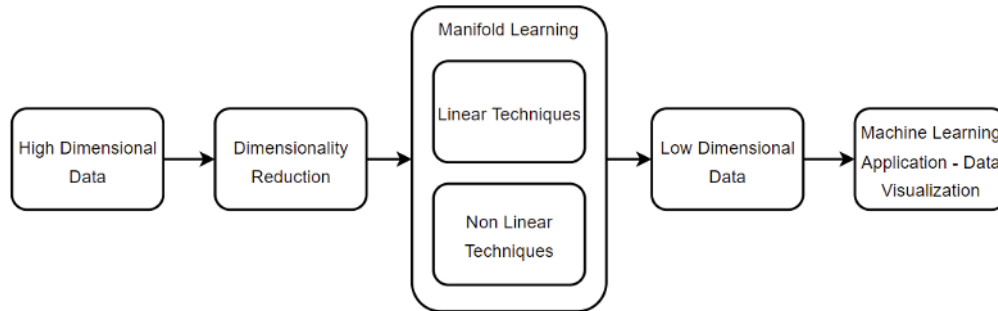 High Dimensional
Data
Dimensionality
Reduction
Manifold Learning
Linear Techniques
Non Linear
Techniques
Low Dimensional
Data
Machine Learning
Application - Data
Visualization